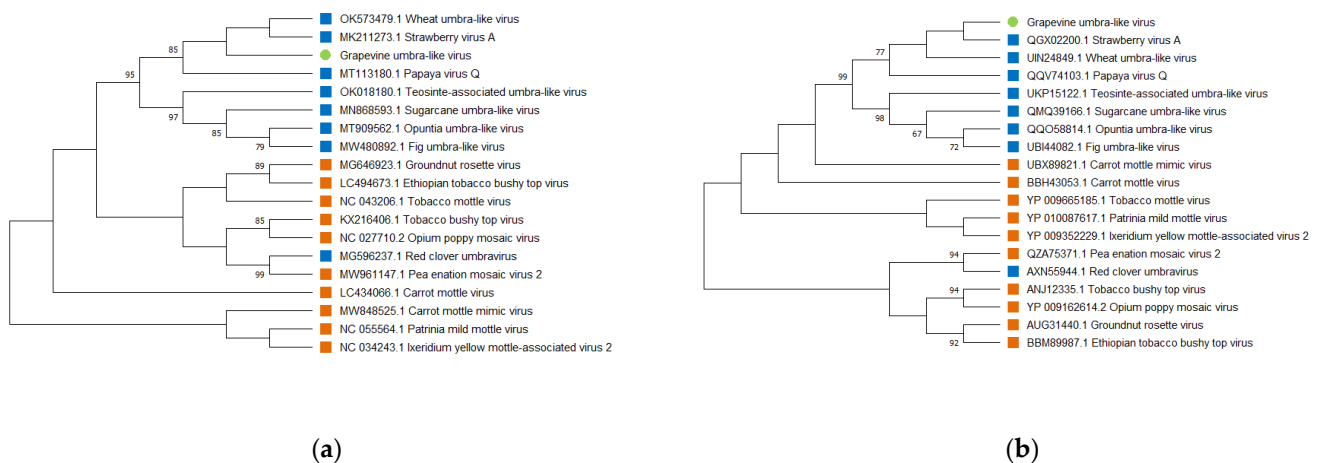 OK573479.1 Wheat umbra-like virus
MK211273.1 Strawberry virus A
85
Grapevine umbra-like virus
95
MT113180.1 Papaya virus Q
OK018180.1 Teosinte-associated umbra-like virus
97
MN868593.1 Sugarcane umbra-like virus
85
MT909562.1 Opuntia umbra-like virus
79
MW480892.1 Fig umbra-like virus
89
MG646923.1 Groundnut rosette virus
LC494673.1 Ethiopian tobacco bushy top virus
NC 043206.1 Tobacco mottle virus
85
KX216406.1 Tobacco bushy top virus
NC 027710.2 Opium poppy mosaic virus
MG596237.1 Red clover umbravirus
99
MW961147.1 Pea enation mosaic virus 2
LC434066.1 Carrot mottle virus
MW848525.1 Carrot mottle mimic virus
NC 055564.1 Patrinia mild mottle virus
NC 034243.1 Ixeridium yellow mottle-associated virus 2
(a)
Grapevine umbra-like virus
QGX02200.1 Strawberry virus A
77
UIN24849.1 Wheat umbra-like virus
99
QQV74103.1 Papaya virus Q
UKP15122.1 Teosinte-associated umbra-like virus
98
QMQ39166.1 Sugarcane umbra-like virus
67
QQO58814.1 Opuntia umbra-like virus
72
UBI44082.1 Fig umbra-like virus
UBX89821.1 Carrot mottle mimic virus
BBH43053.1 Carrot mottle virus
YP 009665185.1 Tobacco mottle virus
YP 010087617.1 Patrinia mild mottle virus
YP 009352229.1 Ixeridium yellow mottle-associated virus 2
94
QZA75371.1 Pea enation mosaic virus 2
AXN55944.1 Red clover umbravirus
94
ANJ12335.1 Tobacco bushy top virus
YP 009162614.2 Opium poppy mosaic virus
AUG31440.1 Groundnut rosette virus
92
BBM89987.1 Ethiopian tobacco bushy top virus
(b)